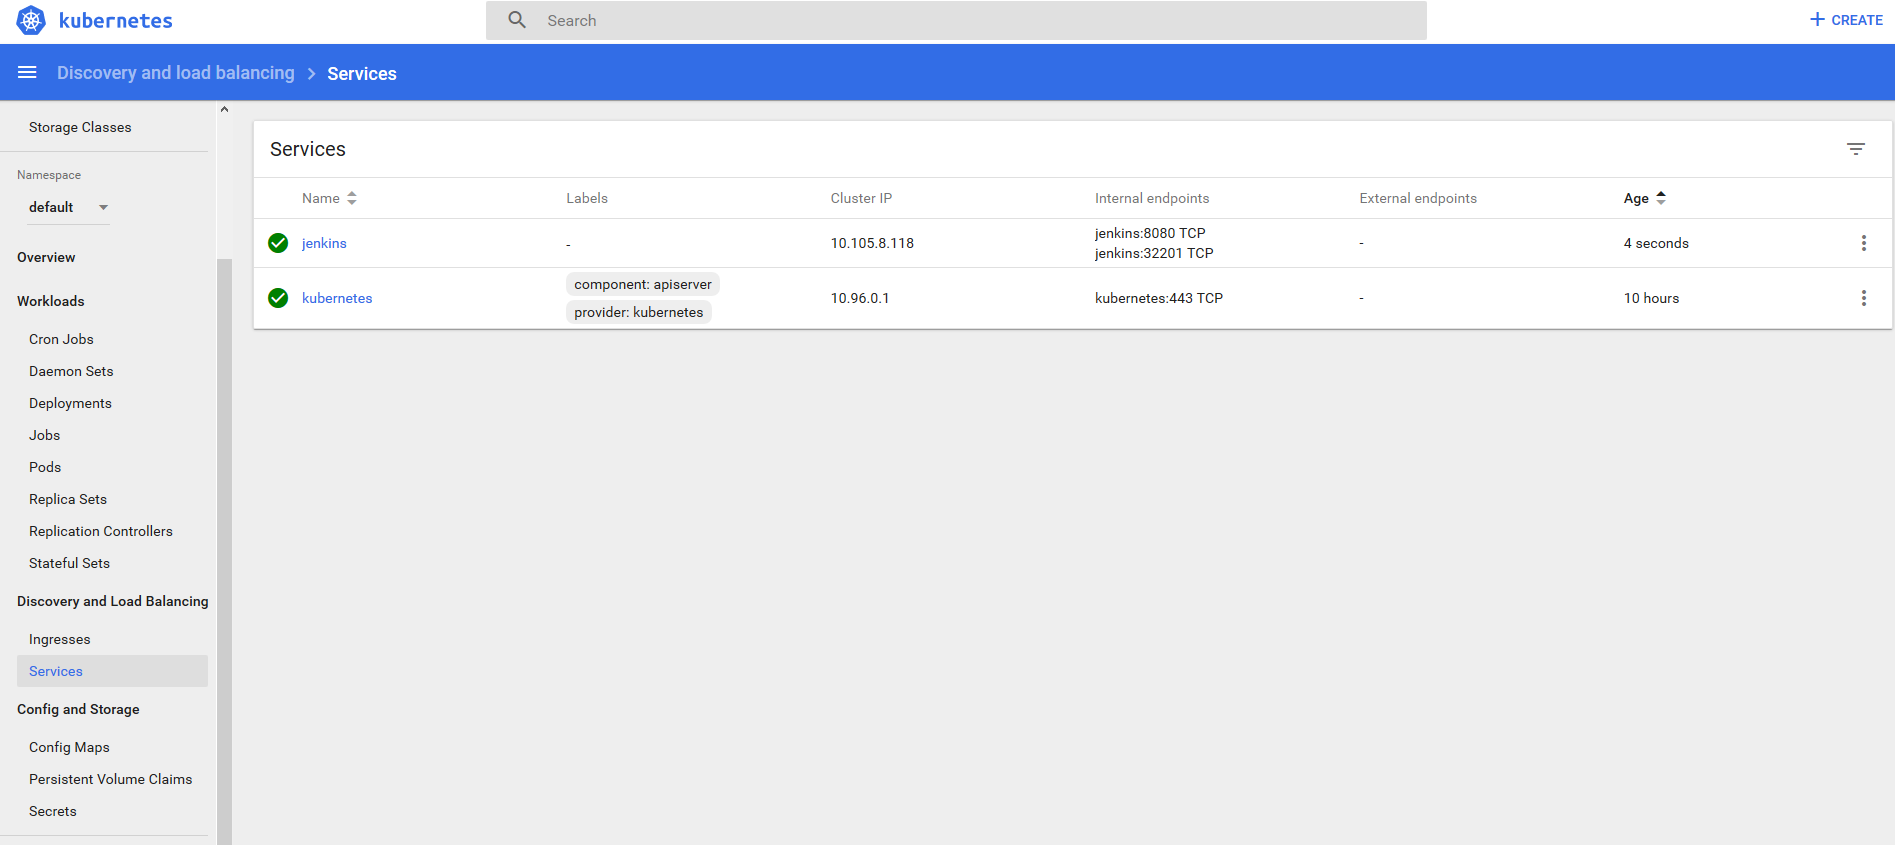 kubernetes
Search
CREATE
Discovery and load balancing > Services
Storage Classes
Namespace
default
Overview
Workloads
Cron Jobs
Daemon Sets
Deployments
Jobs
Pods
Replica Sets
Replication Controllers
Stateful Sets
Discovery and Load Balancing
Ingresses
Services
Config and Storage
Config Maps
Persistent Volume Claims
Secrets
Services
Name Labels Cluster IP Internal endpoints External endpoints Age
jenkins - 10.105.8.118 jenkins:8080 TCP - 4 seconds
jenkins:32201 TCP
component: apiserver
kubernetes 10.96.0.1 kubernetes:443 TCP - 10 hours
provider: kubernetes